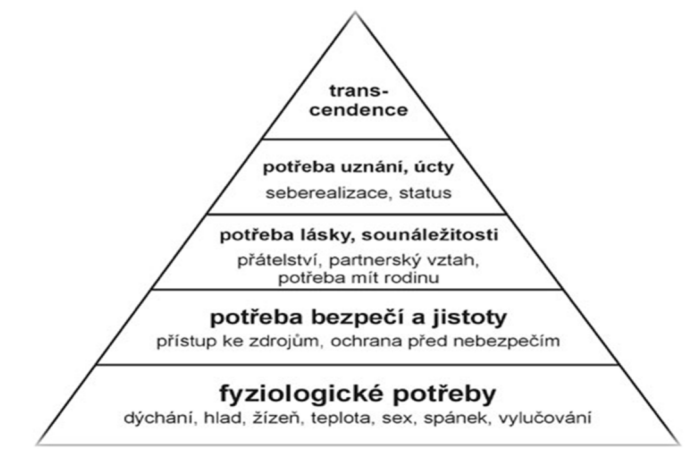 trans-
cendence
potřeba uznání, úcty
seberealizace, status
potřeba lásky, sounáležitosti
přátelství, partnerský vztah,
potřeba mít rodinu
potřeba bezpečí a jistoty
přístup ke zdrojům, ochrana před nebezpečím
fyziologické potřeby
dýchání, hlad, žízeň, teplota, sex, spánek, vylučování